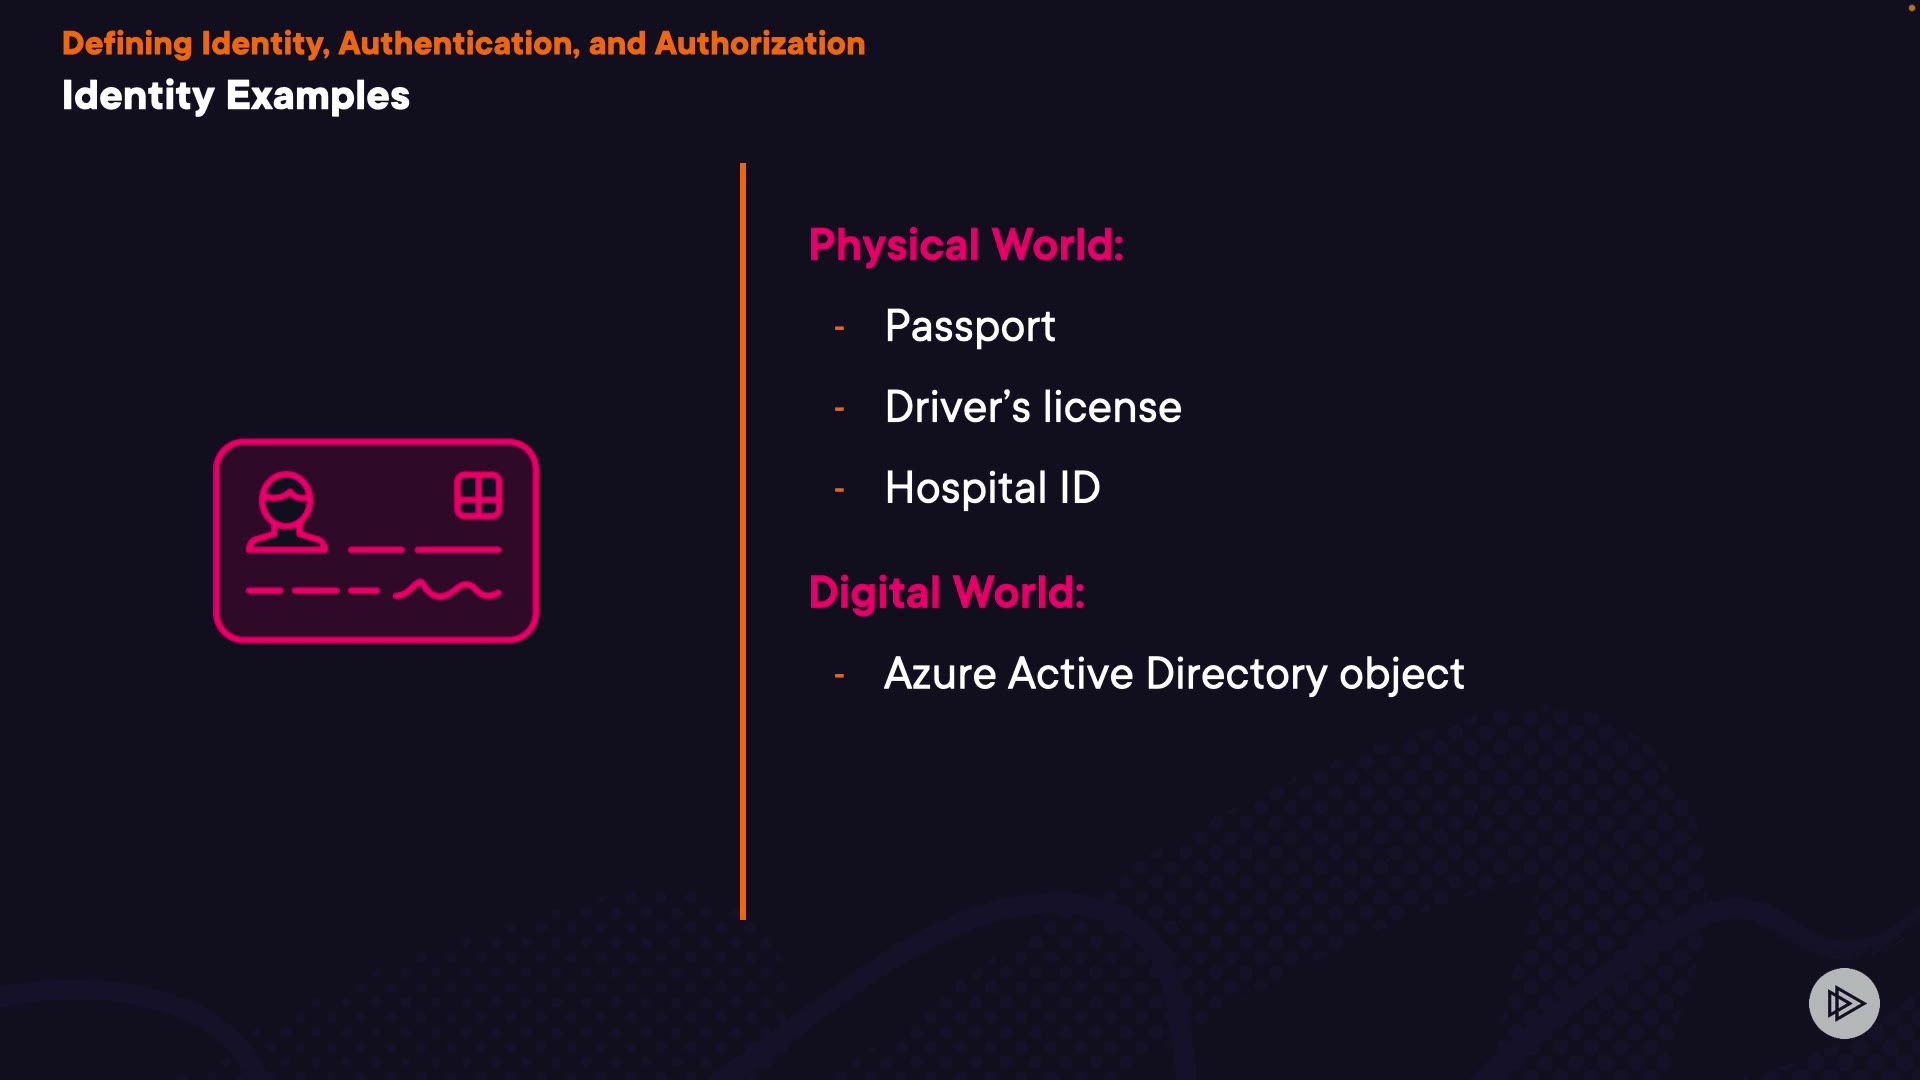 Defining Identity, Authentication, and Authorization
Identity Examples
Physical World:
- Passport
- Driver’s license
- Hospital ID
Digital World:
- Azure Active Directory object